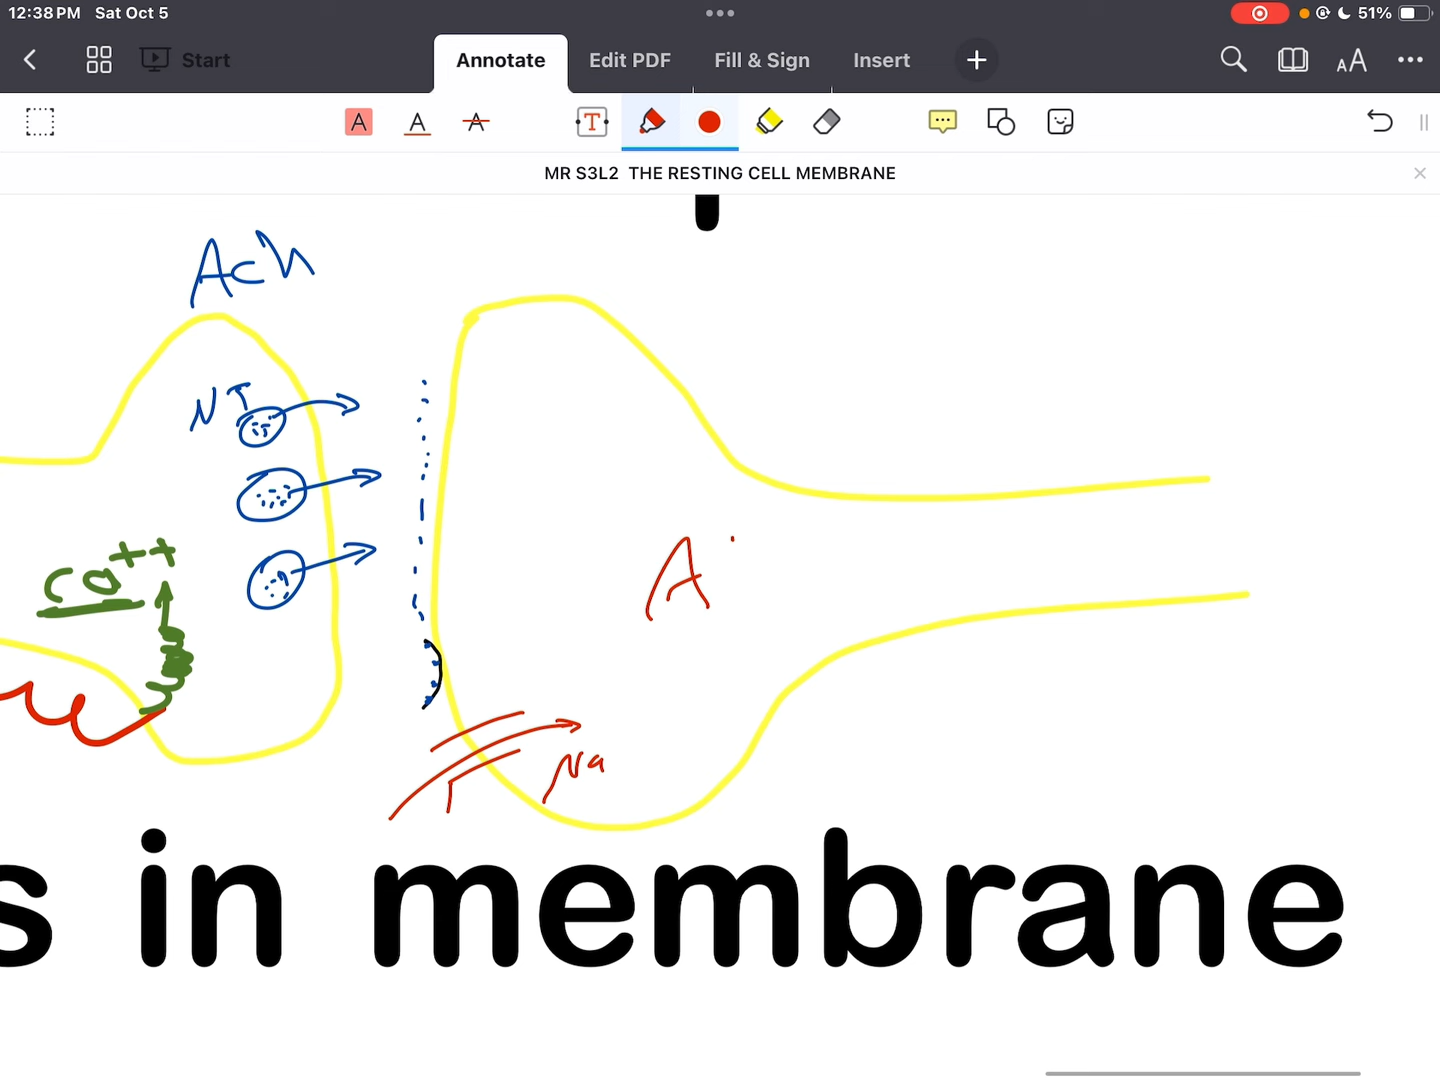 12:38 PM Sat Oct 5 51%
Start Annotate Edit PDF Fill & Sign Insert
A A A T AA
MR S3L2 THE RESTING CELL MEMBRANE
Ach
NT
Ca++
A
Na
s in membrane